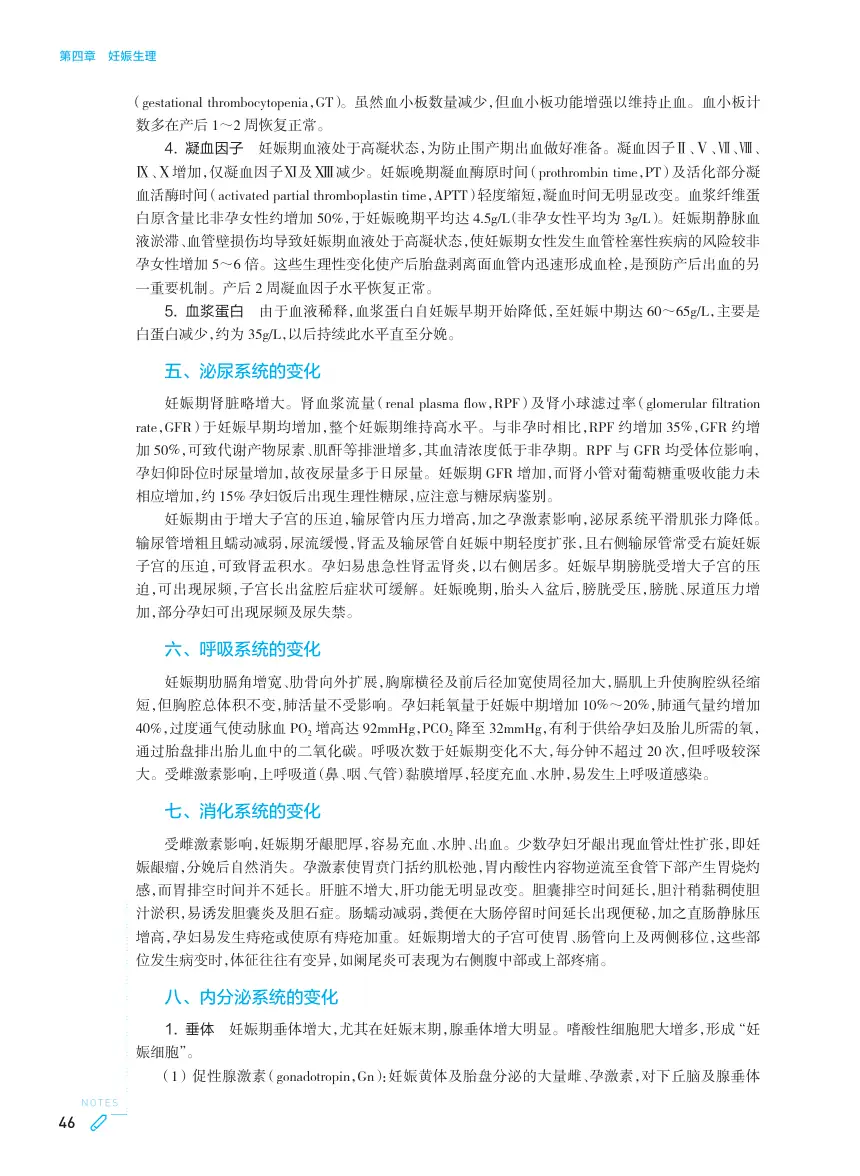 第四章 妊娠生理
（gestational thrombocytopenia，GT）。虽然血小板数量减少，但血小板功能增强以维持止血。血小板计
数多在产后 1～2 周恢复正常。
4. 凝血因子 妊娠期血液处于高凝状态，为防止围产期出血做好准备。凝血因子Ⅱ、Ⅴ、Ⅶ、Ⅷ、
Ⅸ、Ⅹ增加，仅凝血因子Ⅺ及Ⅻ减少。妊娠晚期凝血酶原时间（prothrombin time，PT）及活化部分凝
血活酶时间（activated partial thromboplastin time，APTT）轻度缩短，凝血时间无明显改变。血浆纤维蛋
白原含量比非孕女性约增加 50%，于妊娠晚期平均达 4.5g/L（非孕女性平均为 3g/L）。妊娠期静脉血
液淤滞、血管壁损伤均导致妊娠期血液处于高凝状态，使妊娠期女性发生血管栓塞性疾病的风险较非
孕女性增加 5～6 倍。这些生理性变化使产后胎盘剥离面血管内迅速形成血栓，是预防产后出血的另
一重要机制。产后 2 周凝血因子水平恢复正常。
5. 血浆蛋白 由于血液稀释，血浆蛋白自妊娠早期开始降低，至妊娠中期达 60～65g/L，主要是
白蛋白减少，约为 35g/L，以后持续此水平直至分娩。
五、泌尿系统的变化
妊娠期肾脏略增大。肾血浆流量（renal plasma flow，RPF）及肾小球滤过率（glomerular filtration
rate，GFR）于妊娠早期均增加，整个妊娠期维持高水平。与非孕时相比，RPF 约增加 35%，GFR 约增
加 50%，可致代谢产物尿素、肌酐等排泄增多，其血清浓度低于非孕期。RPF 与 GFR 均受体位影响，
孕妇仰卧位时尿量增加，故夜尿量多于日尿量。妊娠期 GFR 增加，而肾小管对葡萄糖重吸收能力未
相应增加，约 15% 孕妇饭后出现生理性糖尿，应注意与糖尿病鉴别。
妊娠期由于增大子宫的压迫，输尿管内压力增高，加之孕激素影响，泌尿系统平滑肌张力降低。
输尿管增粗且蠕动减弱，尿流缓慢，肾盂及输尿管自妊娠中期轻度扩张，且右侧输尿管常受右旋妊娠
子宫的压迫，可致肾盂积水。孕妇易患急性肾盂肾炎，以右侧居多。妊娠早期膀胱受增大子宫的压
迫，可出现尿频，子宫长出盆腔后症状可缓解。妊娠晚期，胎头入盆后，膀胱受压，膀胱、尿道压力增
加，部分孕妇可出现尿频及尿失禁。
六、呼吸系统的变化
妊娠期肋膈角增宽、肋骨向外扩展，胸廓横径及前后径加宽使周径加大，膈肌上升使胸腔纵径缩
短，但胸腔总体积不变，肺活量不受影响。孕妇耗氧量于妊娠中期增加 10%～20%，肺通气量约增加
40%，过度通气使动脉血 PO₂ 增高达 92mmHg，PCO₂ 降至 32mmHg，有利于供给孕妇及胎儿所需的氧，
通过胎盘排出胎儿血中的二氧化碳。呼吸次数于妊娠期变化不大，每分钟不超过 20 次，但呼吸较深
大。受雌激素影响，上呼吸道（鼻、咽、气管）黏膜增厚，轻度充血、水肿，易发生上呼吸道感染。
七、消化系统的变化
受雌激素影响，妊娠期牙龈肥厚，容易充血、水肿、出血。少数孕妇牙龈出现血管灶性扩张，即妊
娠龈瘤，分娩后自然消失。孕激素使胃贲门括约肌松弛，胃内酸性内容物逆流至食管下部产生胃烧灼
感，而胃排空时间并不延长。肝脏不增大，肝功能无明显改变。胆囊排空时间延长，胆汁稍黏稠使胆
汁淤积，易诱发胆囊炎及胆石症。肠蠕动减弱，粪便在大肠停留时间延长出现便秘，加之直肠静脉压
增高，孕妇易发生痔疮或使原有痔疮加重。妊娠期增大的子宫可使胃、肠管向上及两侧移位，这些部
位发生病变时，体征往往有变异，如阑尾炎可表现为右侧腹中部或上部疼痛。
八、内分泌系统的变化
1. 垂体 妊娠期垂体增大，尤其在妊娠末期，腺垂体增大明显。嗜酸性细胞肥大增多，形成“妊
娠细胞”。
（1）促性腺激素（gonadotropin，Gn）：妊娠黄体及胎盘分泌的大量雌、孕激素，对下丘脑及腺垂体
NOTES
46